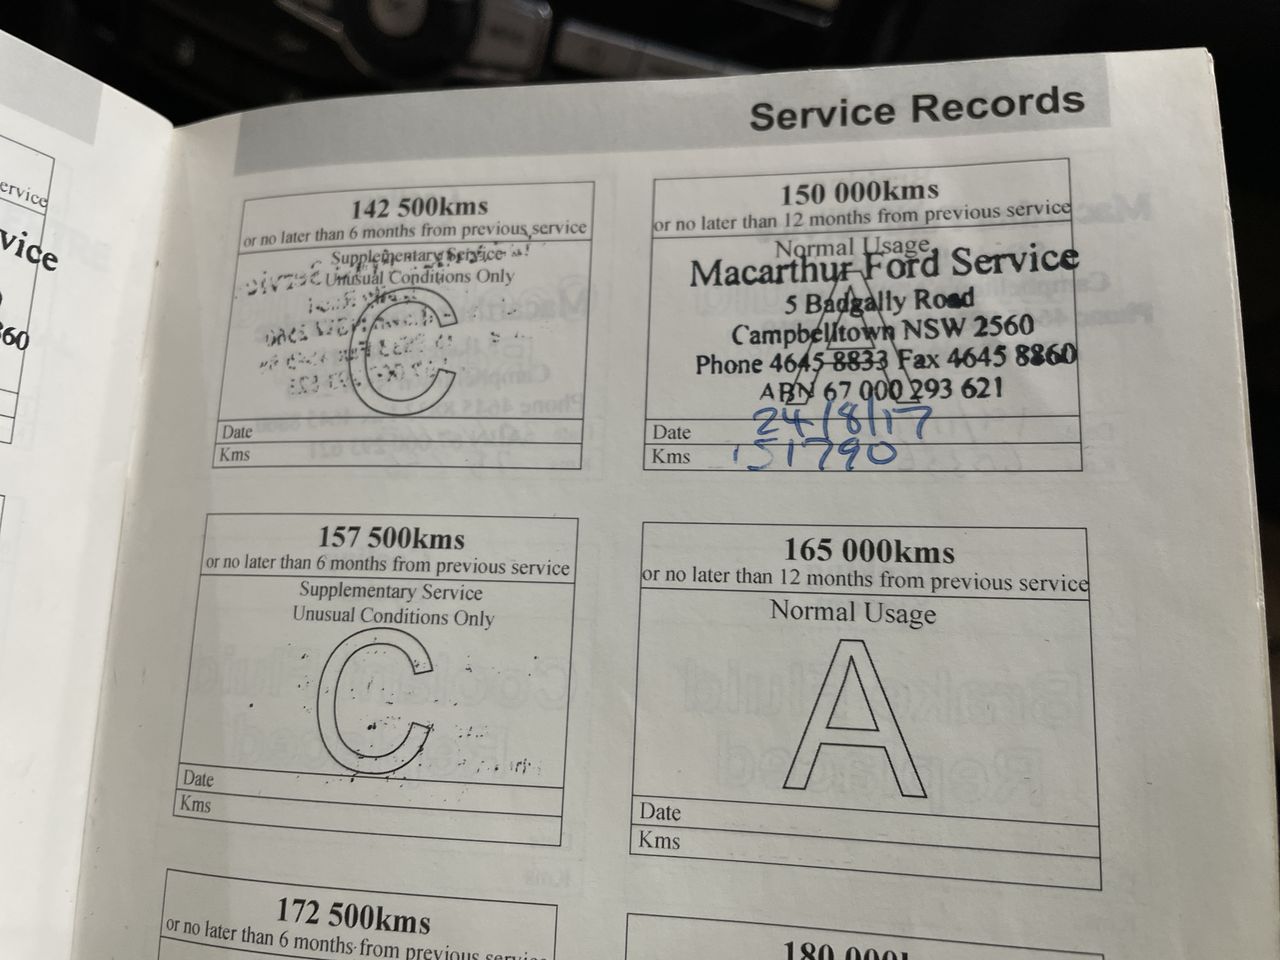 Service Records
ervice
vice
60
142 500kms
or no later than 6 months from previous service
Supplementary Service
Unusual Conditions Only
C
Date
Kms
150 000kms
or no later than 12 months from previous service
Normal Usage
A
Macarthur Ford Service
5 Badgally Road
Campbelltown NSW 2560
Phone 4645 8833 Fax 4645 8860
ABN 67 000 293 621
Date 24/8/17
Kms 151790
157 500kms
or no later than 6 months from previous service
Supplementary Service
Unusual Conditions Only
C
Date
Kms
165 000kms
or no later than 12 months from previous service
Normal Usage
A
Date
Kms
172 500kms
or no later than 6 months from previous service
180 000k